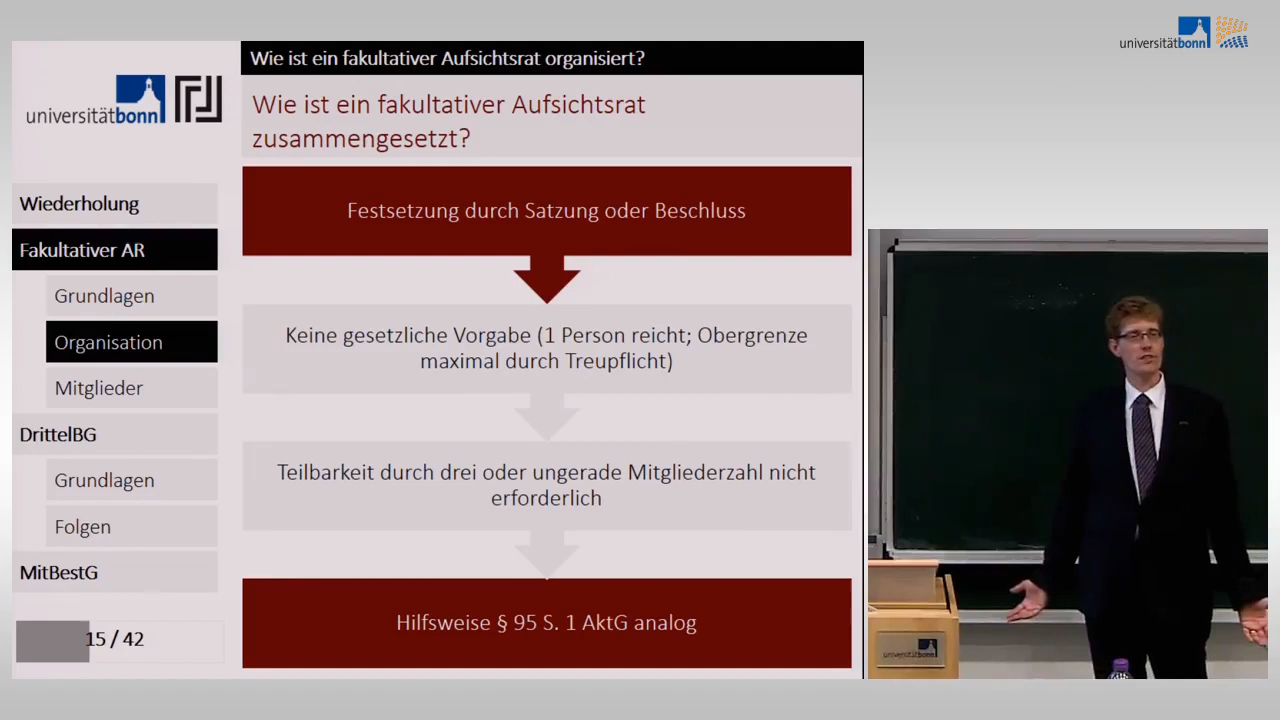 universitätbonn
Wie ist ein fakultativer Aufsichtsrat organisiert?
universitätbonn
Wie ist ein fakultativer Aufsichtsrat
zusammengesetzt?
Wiederholung
Fakultativer AR
Grundlagen
Organisation
Mitglieder
DrittelBG
Grundlagen
Folgen
MitBestG
15 / 42
Festsetzung durch Satzung oder Beschluss
Keine gesetzliche Vorgabe (1 Person reicht; Obergrenze
maximal durch Treupflicht)
Teilbarkeit durch drei oder ungerade Mitgliederzahl nicht
erforderlich
Hilfsweise § 95 S. 1 AktG analog
universitätbonn